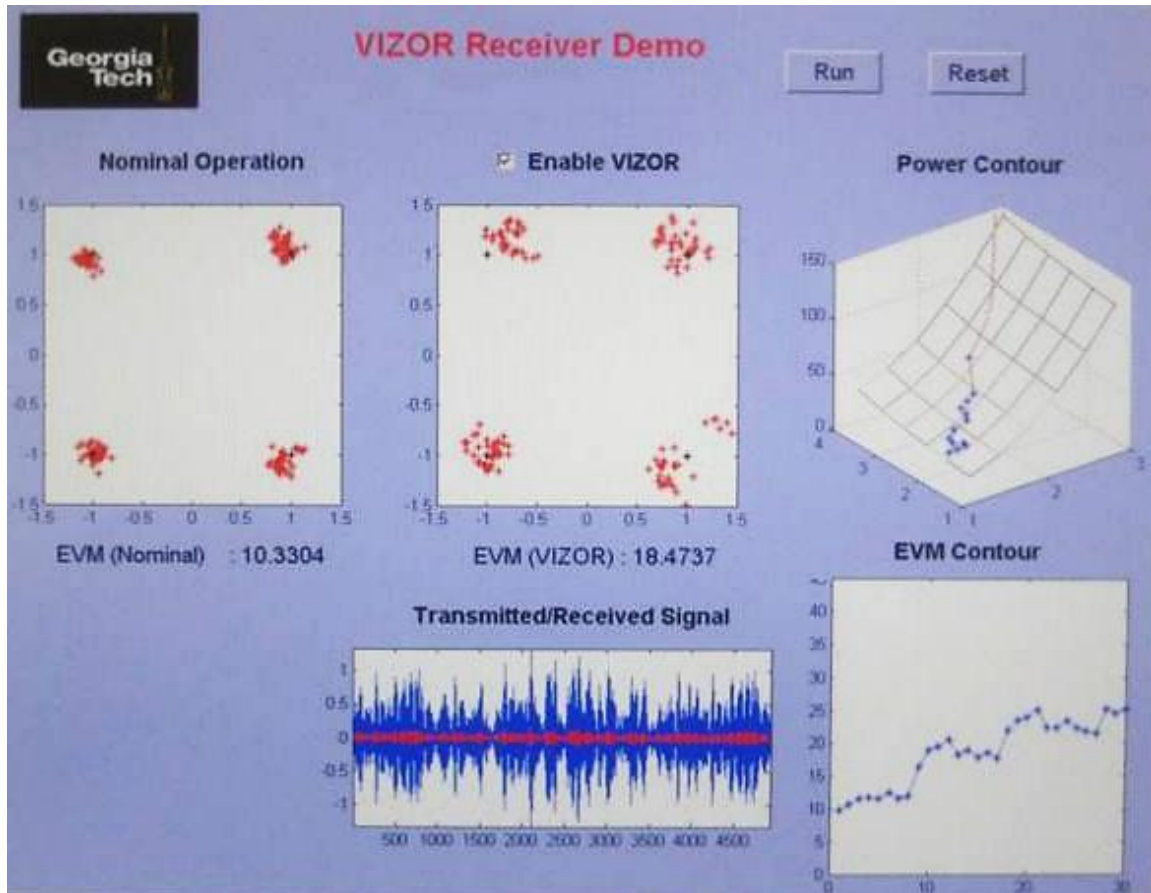 Georgia
Tech
VIZOR Receiver Demo
Run
Reset
Nominal Operation
Enable VIZOR
Power Contour
1.5
1
0.5
0
-0.5
-1
-1.5
-1.5 -1 -0.5 0 0.5 1 1.5
EVM (Nominal) : 10.3304
1.5
1
0.5
0
-0.5
-1
-1.5
-1.5 -1 -0.5 0 0.5 1 1.5
EVM (VIZOR) : 18.4737
150
100
50
0
4
3
2
1
1
2
3
Transmitted/Received Signal
1
0.5
0
-0.5
-1
500 1000 1500 2000 2500 3000 3500 4000 4500
EVM Contour
40
35
30
25
20
15
10
5
0
0 10 20 30